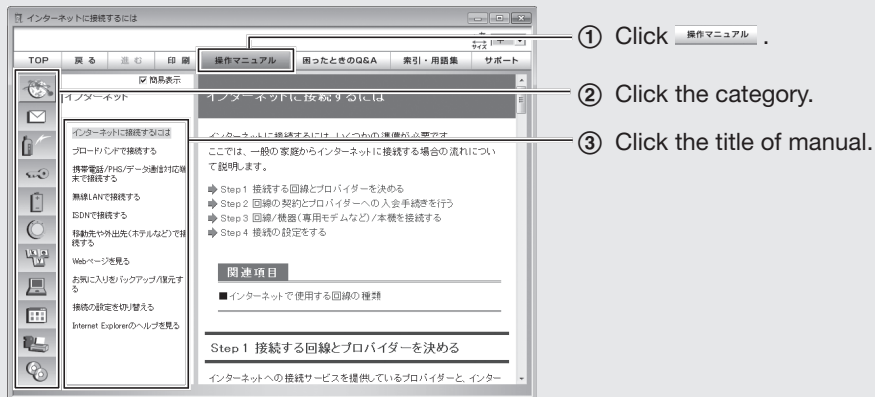 インターネットに接続するには
サイズ 中
TOP 戻る 進む 印刷 操作マニュアル 困ったときのQ&A 索引・用語集 サポート
簡易表示
インターネット
インターネットに接続するには
ブロードバンドで接続する
携帯電話/PHS/データ通信対応端
末で接続する
無線LANで接続する
ISDNで接続する
移動先や外出先(ホテルなど)で接
続する
Webページを見る
お気に入りをバックアップ/復元す
る
接続の設定を切り替える
Internet Explorerのヘルプを見る
インターネットに接続するには
インターネットに接続するには、いくつかの準備が必要です。
ここでは、一般の家庭からインターネットに接続する場合の流れについ
て説明します。
Step1 接続する回線とプロバイダーを決める
Step2 回線の契約とプロバイダーへの入会手続きを行う
Step3 回線/機器(専用モデムなど)/本機を接続する
Step4 接続の設定をする
関連項目
■インターネットで使用する回線の種類
Step1 接続する回線とプロバイダーを決める
インターネットへの接続サービスを提供しているプロバイダーと、インター
① Click 操作マニュアル .
② Click the category.
③ Click the title of manual.